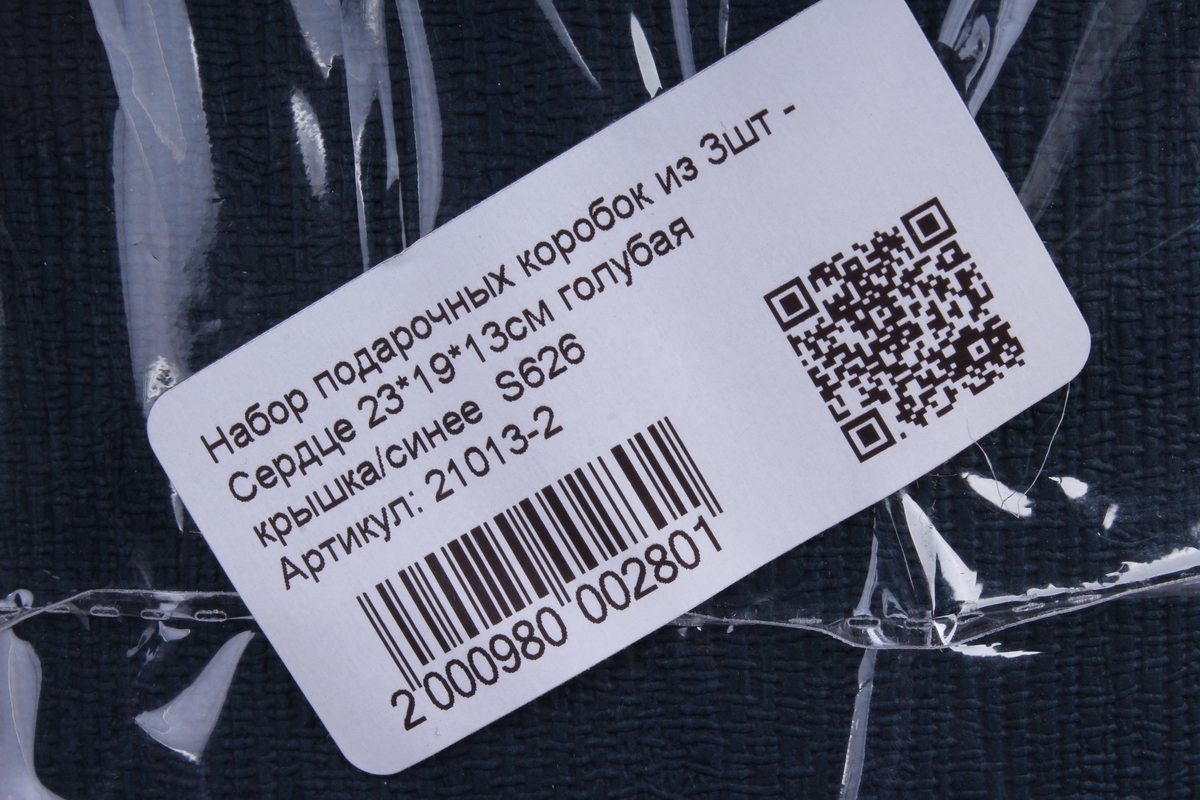 Набор подарочных коробок из 3шт -
Сердце 23*19*13см голубая
крышка/синее S626
Артикул: 21013-2
2 000980 002801